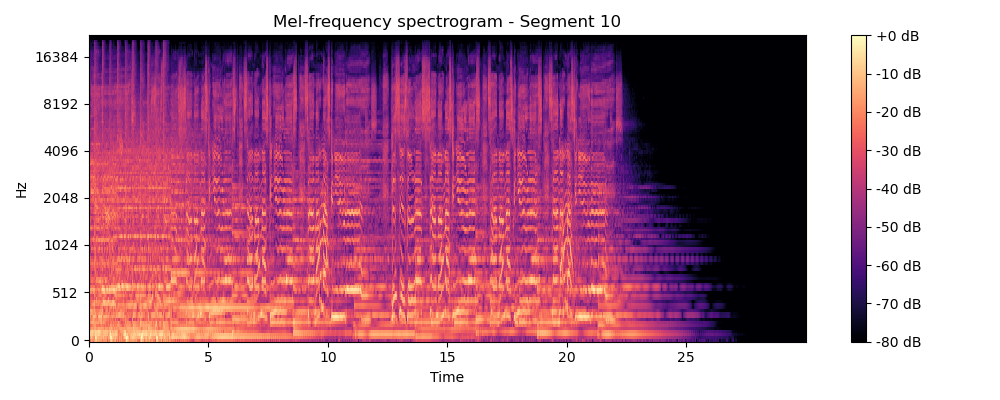 Mel-frequency spectrogram - Segment 10
Hz
16384
8192
4096
2048
1024
512
0
0 5 10 15 20 25
Time
+0 dB
-10 dB
-20 dB
-30 dB
-40 dB
-50 dB
-60 dB
-70 dB
-80 dB